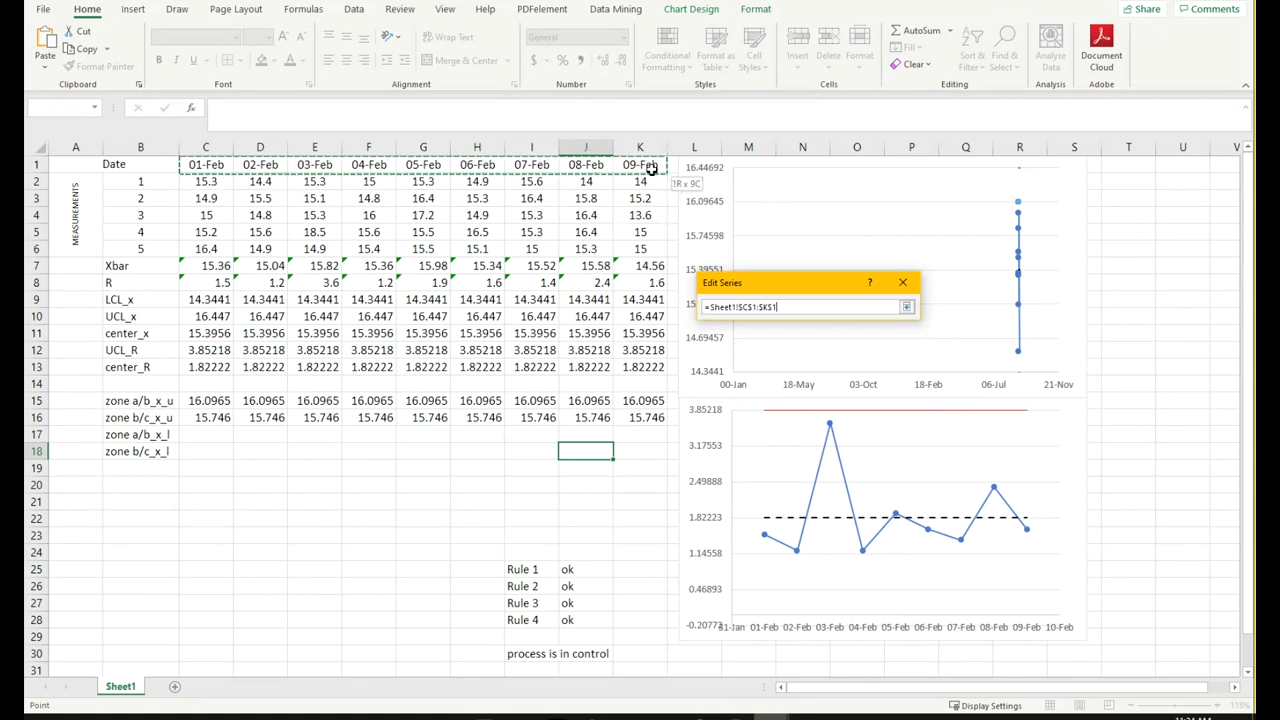 File Home Insert Draw Page Layout Formulas Data Review View Help PDFelement Data Mining Chart Design Format Share Comments
Paste Cut Copy Format Painter
B I U
Wrap Text
Merge & Center
General
$ % ,
Conditional Formatting Format as Table Cell Styles
Insert Delete Format
AutoSum Fill Clear
Sort & Filter Find & Select
Analyze Data
Document Cloud
Clipboard Font Alignment Number Styles Cells Editing Analysis Adobe
fx
A B C D E F G H I J K L M N O P Q R S T U V
1 Date 01-Feb 02-Feb 03-Feb 04-Feb 05-Feb 06-Feb 07-Feb 08-Feb 09-Feb
MEASUREMENTS
2 1 15.3 14.4 15.3 15 15.3 14.9 15.6 14 14
3 2 14.9 15.5 15.1 14.8 16.4 15.3 16.4 15.8 15.2
4 3 15 14.8 15.3 16 17.2 14.9 15.3 16.4 13.6
5 4 15.2 15.6 18.5 15.6 15.5 16.5 15.3 16.4 15
6 5 16.4 14.9 14.9 15.4 15.5 15.1 15 15.3 15
7 Xbar 15.36 15.04 15.82 15.36 15.98 15.34 15.52 15.58 14.56
8 R 1.5 1.2 3.6 1.2 1.9 1.6 1.4 2.4 1.6
9 LCL_x 14.3441 14.3441 14.3441 14.3441 14.3441 14.3441 14.3441 14.3441 14.3441
10 UCL_x 16.447 16.447 16.447 16.447 16.447 16.447 16.447 16.447 16.447
11 center_x 15.3956 15.3956 15.3956 15.3956 15.3956 15.3956 15.3956 15.3956 15.3956
12 UCL_R 3.85218 3.85218 3.85218 3.85218 3.85218 3.85218 3.85218 3.85218 3.85218
13 center_R 1.82222 1.82222 1.82222 1.82222 1.82222 1.82222 1.82222 1.82222 1.82222
14
15 zone a/b_x_u 16.0965 16.0965 16.0965 16.0965 16.0965 16.0965 16.0965 16.0965 16.0965
16 zone b/c_x_u 15.746 15.746 15.746 15.746 15.746 15.746 15.746 15.746 15.746
17 zone a/b_x_l
18 zone b/c_x_l
19
20
21
22
23
24
25 Rule 1 ok
26 Rule 2 ok
27 Rule 3 ok
28 Rule 4 ok
29
30 process is in control
31
1R x 9C
16.44692
16.09645
15.74598
15.39551
14.69457
14.3441
00-Jan 18-May 03-Oct 18-Feb 06-Jul 21-Nov
Edit Series ?
=Sheet1!$C$1:$K$1
3.85218
3.17553
2.49888
1.82223
1.14558
0.46893
-0.20772
31-Jan 01-Feb 02-Feb 03-Feb 04-Feb 05-Feb 06-Feb 07-Feb 08-Feb 09-Feb 10-Feb
Sheet1
Point Display Settings 115%